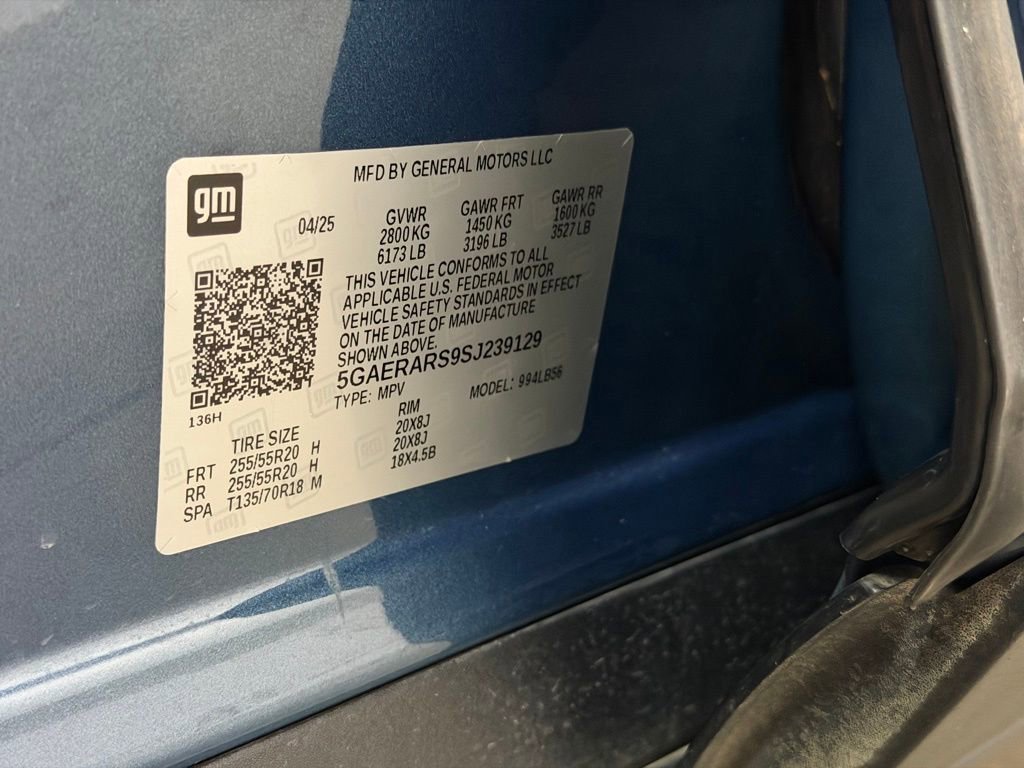 MFD BY GENERAL MOTORS LLC
gm
04/25
GVWR
2800 KG
6173 LB
GAWR FRT
1450 KG
3196 LB
GAWR RR
1600 KG
3527 LB
THIS VEHICLE CONFORMS TO ALL
APPLICABLE U.S. FEDERAL MOTOR
VEHICLE SAFETY STANDARDS IN EFFECT
ON THE DATE OF MANUFACTURE
SHOWN ABOVE.
5GAERARS9SJ239129
TYPE: MPV MODEL: 994LB56
136H
TIRE SIZE RIM
FRT 255/55R20 H 20X8J
RR 255/55R20 H 20X8J
SPA T135/70R18 M 18X4.5B